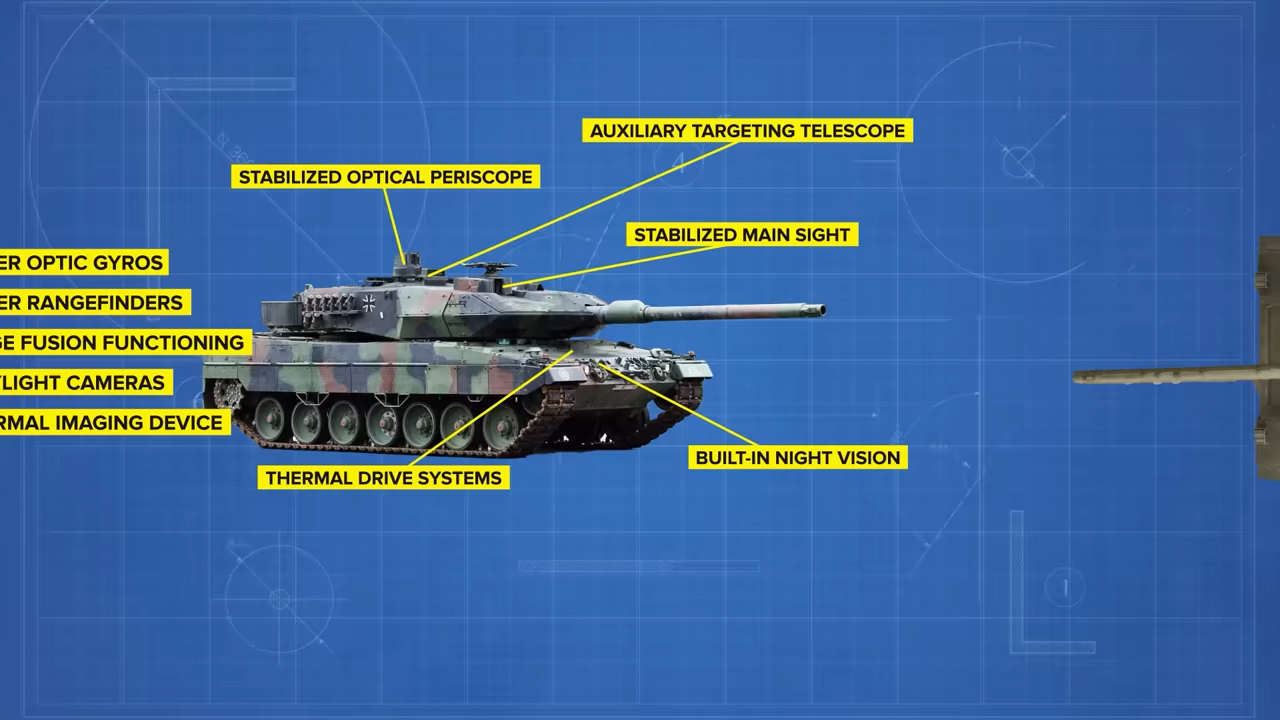 AUXILIARY TARGETING TELESCOPE
STABILIZED OPTICAL PERISCOPE
STABILIZED MAIN SIGHT
ER OPTIC GYROS
ER RANGEFINDERS
GE FUSION FUNCTIONING
LIGHT CAMERAS
RMAL IMAGING DEVICE
BUILT-IN NIGHT VISION
THERMAL DRIVE SYSTEMS